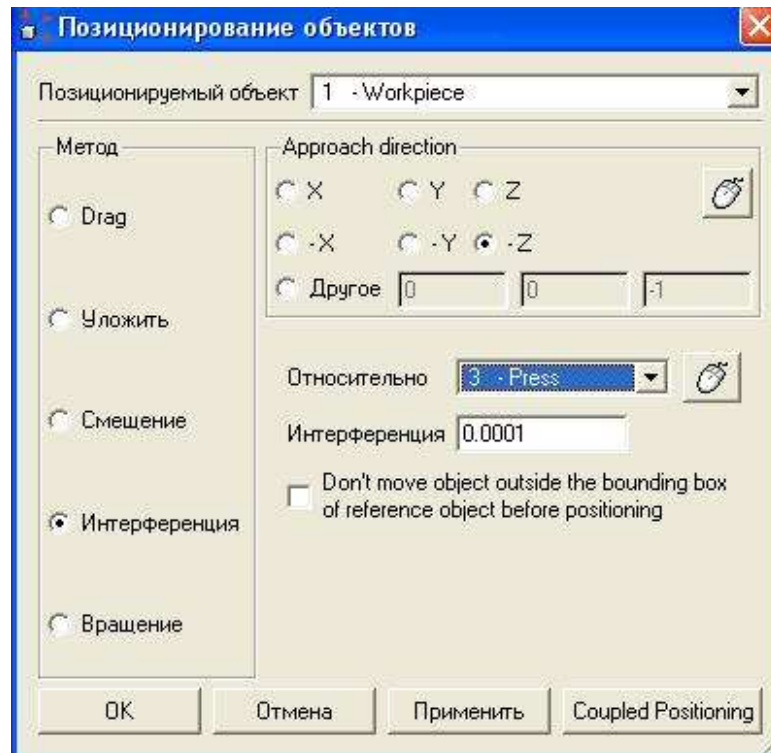 Позиционирование объектов
Позиционируемый объект 1 - Workpiece
Метод
Drag
Уложить
Смещение
Интерференция
Вращение
Approach direction
X Y Z
-X -Y -Z
Другое 0 0 -1
Относительно 3 - Press
Интерференция 0.0001
Don't move object outside the bounding box
of reference object before positioning
OK Отмена Применить Coupled Positioning